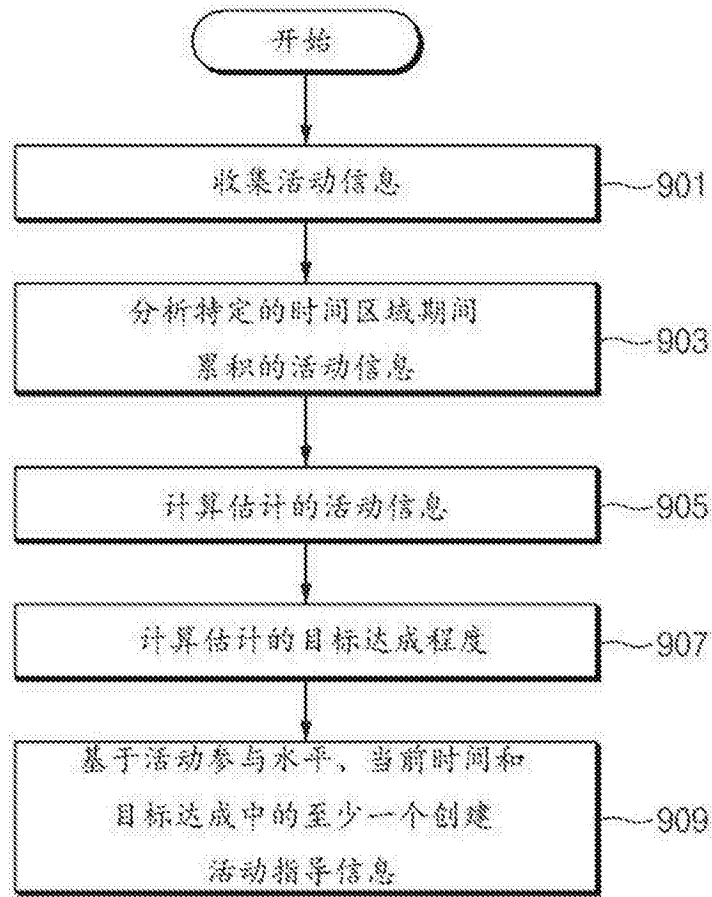 开始
收集活动信息
901
分析特定的时间区域期间
累积的活动信息
903
计算估计的活动信息
905
计算估计的目标达成程度
907
基于活动参与水平、当前时间和
目标达成中的至少一个创建
活动指导信息
909